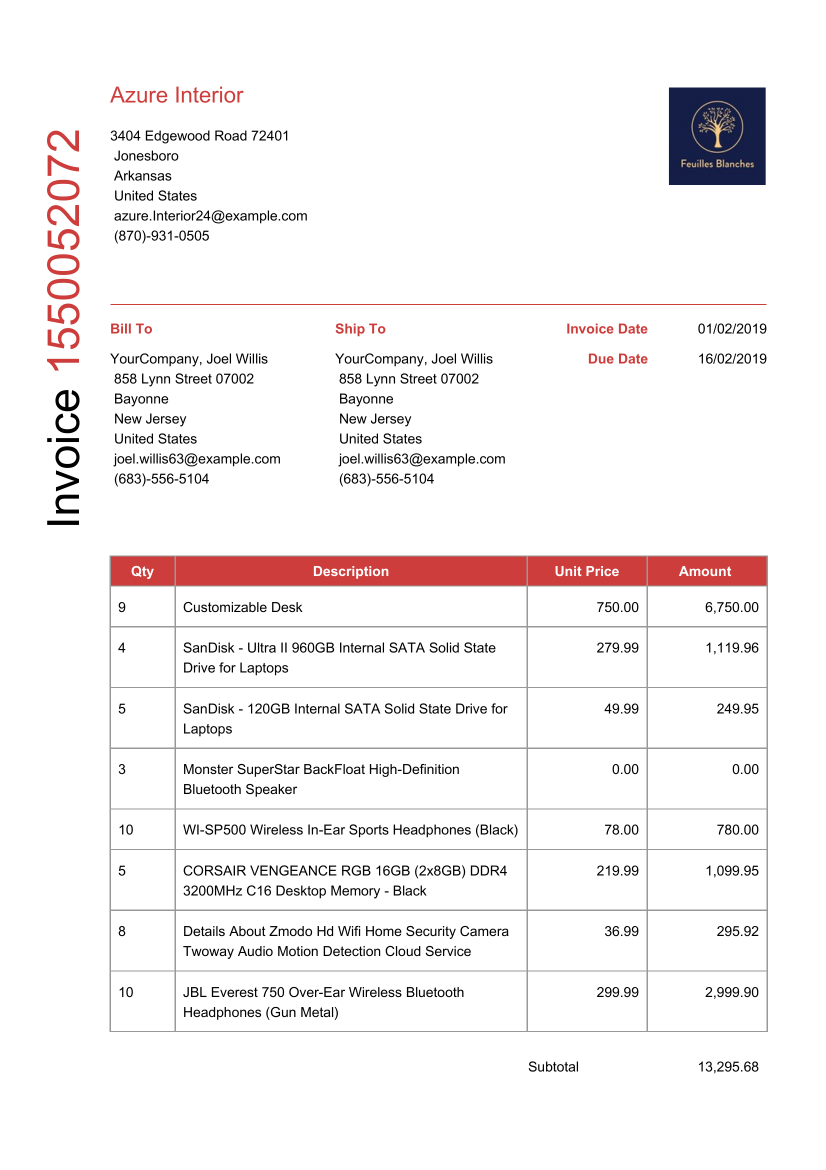 Invoice 1550052072
Azure Interior
3404 Edgewood Road 72401
Jonesboro
Arkansas
United States
azure.Interior24@example.com
(870)-931-0505
Feuilles Blanches
Bill To
YourCompany, Joel Willis
858 Lynn Street 07002
Bayonne
New Jersey
United States
joel.willis63@example.com
(683)-556-5104
Ship To
YourCompany, Joel Willis
858 Lynn Street 07002
Bayonne
New Jersey
United States
joel.willis63@example.com
(683)-556-5104
Invoice Date 01/02/2019
Due Date 16/02/2019
Qty Description Unit Price Amount
9 Customizable Desk 750.00 6,750.00
4 SanDisk - Ultra II 960GB Internal SATA Solid State 279.99 1,119.96
Drive for Laptops
5 SanDisk - 120GB Internal SATA Solid State Drive for 49.99 249.95
Laptops
3 Monster SuperStar BackFloat High-Definition 0.00 0.00
Bluetooth Speaker
10 WI-SP500 Wireless In-Ear Sports Headphones (Black) 78.00 780.00
5 CORSAIR VENGEANCE RGB 16GB (2x8GB) DDR4 219.99 1,099.95
3200MHz C16 Desktop Memory - Black
8 Details About Zmodo Hd Wifi Home Security Camera 36.99 295.92
Twoway Audio Motion Detection Cloud Service
10 JBL Everest 750 Over-Ear Wireless Bluetooth 299.99 2,999.90
Headphones (Gun Metal)
Subtotal 13,295.68